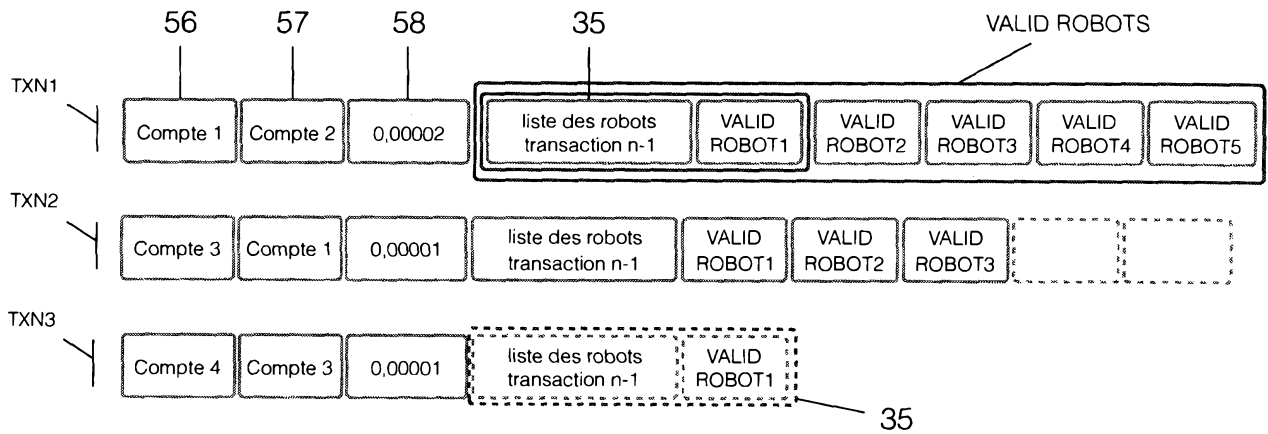 56 57 58 35 VALID ROBOTS
TXN1
Compte 1 Compte 2 0,00002 liste des robots transaction n-1 VALID ROBOT1 VALID ROBOT2 VALID ROBOT3 VALID ROBOT4 VALID ROBOT5
TXN2
Compte 3 Compte 1 0,00001 liste des robots transaction n-1 VALID ROBOT1 VALID ROBOT2 VALID ROBOT3
TXN3
Compte 4 Compte 3 0,00001 liste des robots transaction n-1 VALID ROBOT1
35